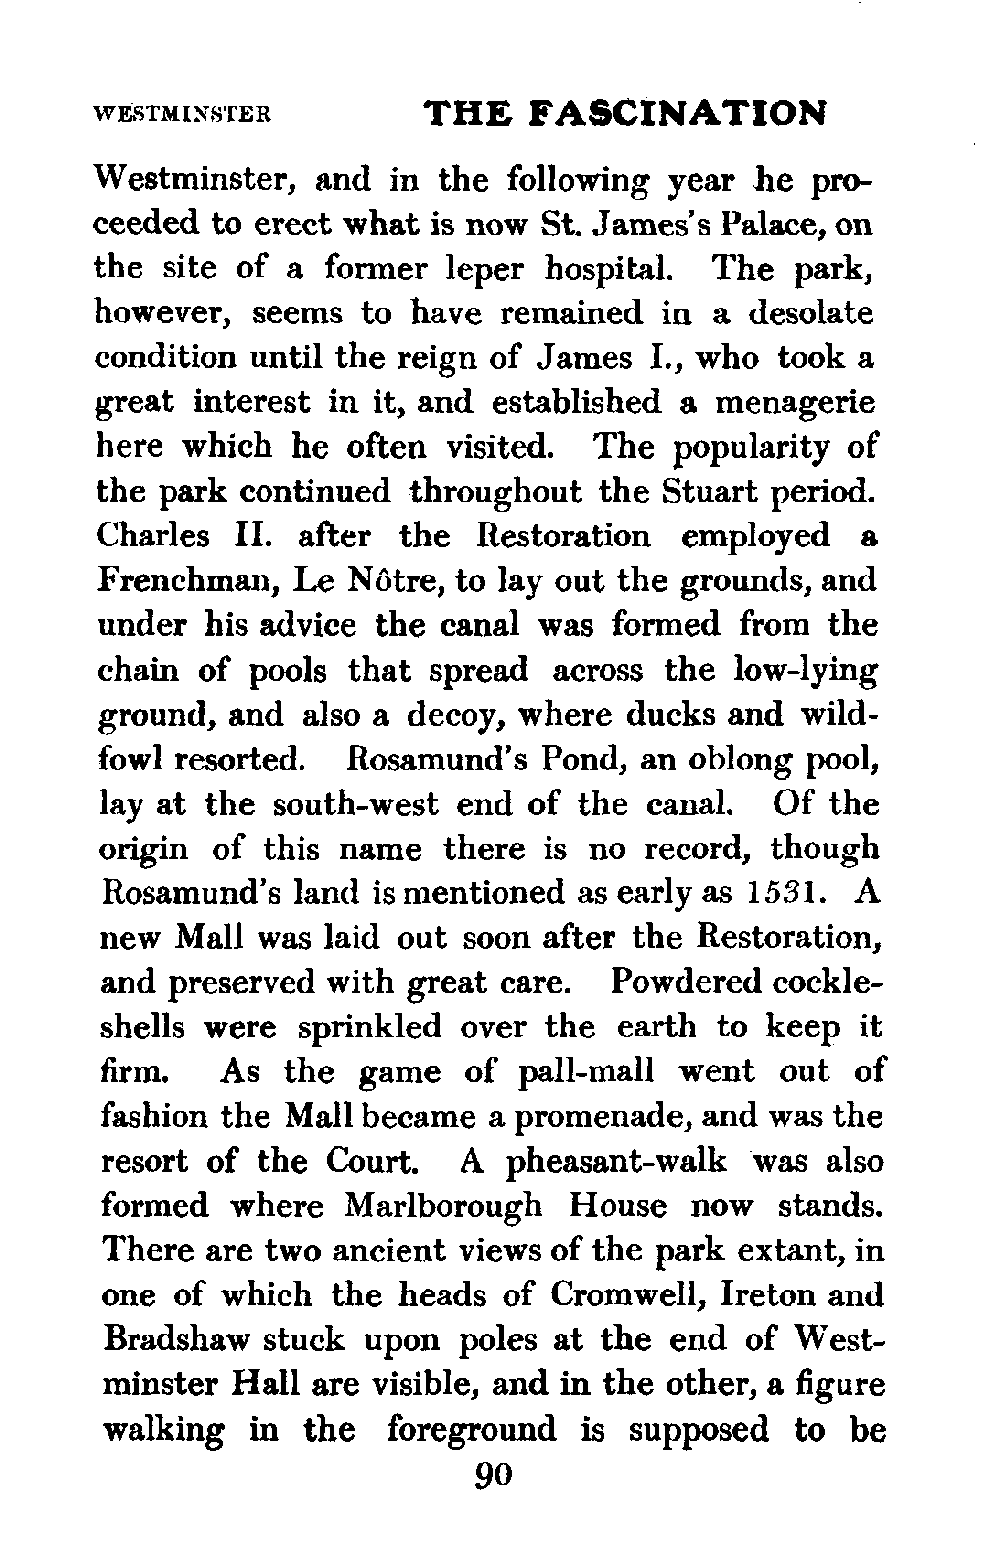 WESTMINSTER THE FASCINATION
Westminster, and in the following year he pro-
ceeded to erect what is now St. James's Palace, on
the site of a former leper hospital. The park,
however, seems to have remained in a desolate
condition until the reign of James I., who took a
great interest in it, and established a menagerie
here which he often visited. The popularity of
the park continued throughout the Stuart period.
Charles II. after the Restoration employed a
Frenchman, Le Nôtre, to lay out the grounds, and
under his advice the canal was formed from the
chain of pools that spread across the low-lying
ground, and also a decoy, where ducks and wild-
fowl resorted. Rosamund's Pond, an oblong pool,
lay at the south-west end of the canal. Of the
origin of this name there is no record, though
Rosamund's land is mentioned as early as 1531. A
new Mall was laid out soon after the Restoration,
and preserved with great care. Powdered cockle-
shells were sprinkled over the earth to keep it
firm. As the game of pall-mall went out of
fashion the Mall became a promenade, and was the
resort of the Court. A pheasant-walk was also
formed where Marlborough House now stands.
There are two ancient views of the park extant, in
one of which the heads of Cromwell, Ireton and
Bradshaw stuck upon poles at the end of West-
minster Hall are visible, and in the other, a figure
walking in the foreground is supposed to be
90